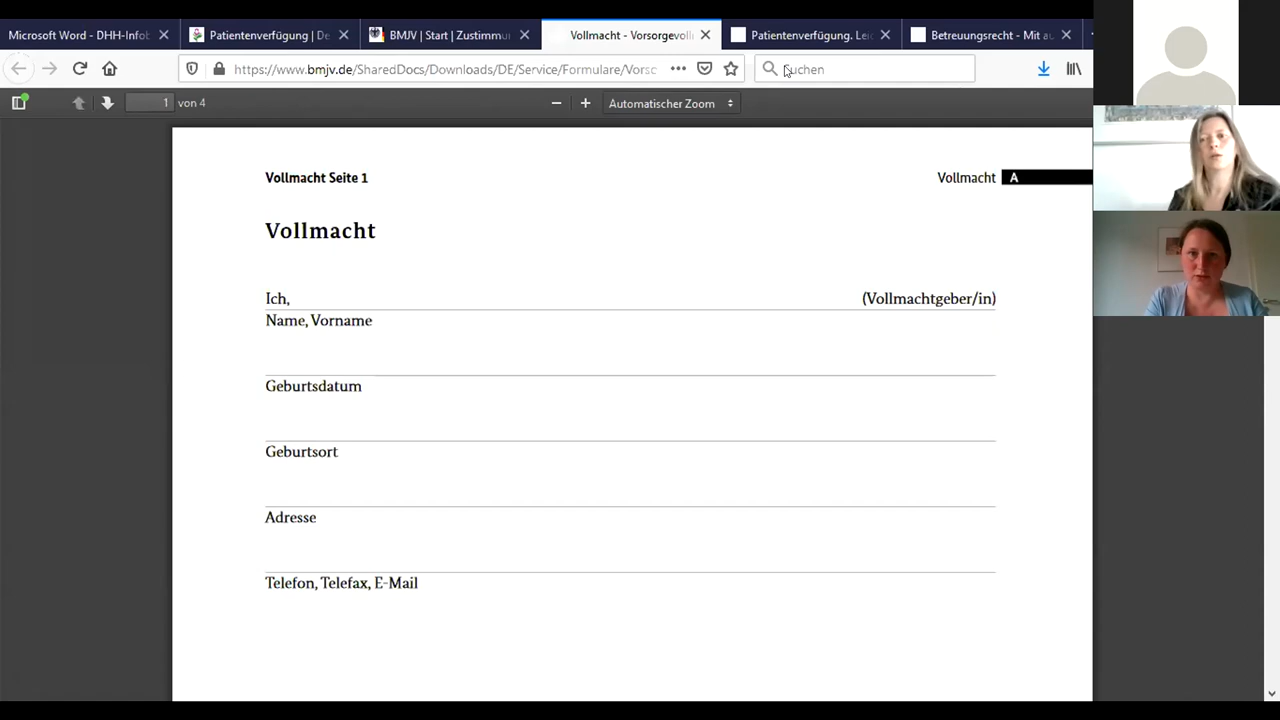 Microsoft Word - DHH-Infob
Patientenverfügung | De
BMJV | Start | Zustimmu
Vollmacht - Vorsorgevoll
Patientenverfügung. Lei
Betreuungsrecht - Mit au
https://www.bmjv.de/SharedDocs/Downloads/DE/Service/Formulare/Vorsc
Suchen
1 von 4
Automatischer Zoom
Vollmacht Seite 1
Vollmacht A
Vollmacht
Ich, (Vollmachtgeber/in)
Name, Vorname
Geburtsdatum
Geburtsort
Adresse
Telefon, Telefax, E-Mail